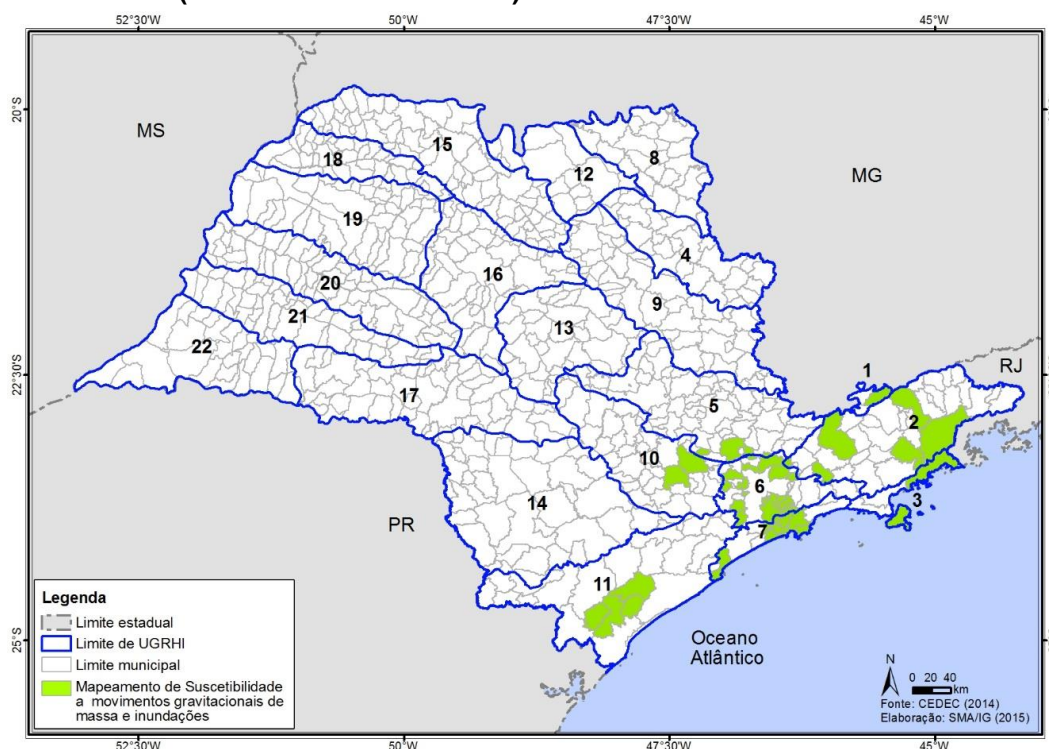 52°30'W 50°W 47°30'W 45°W
20°S
MS
15
8
18
12
MG
19
4
16
20
9
13
21
22
22°30'S
1
RJ
17
5
2
10
6
3
14
7
PR
11
Legenda
Limite estadual
Limite de UGRHI
Limite municipal
Mapeamento de Suscetibilidade
a movimentos gravitacionais de
massa e inundações
25°S
Oceano
Atlântico
N
0 20 40
km
Fonte: CEDEC (2014)
Elaboração: SMA/IG (2015)
52°30'W 50°W 47°30'W 45°W